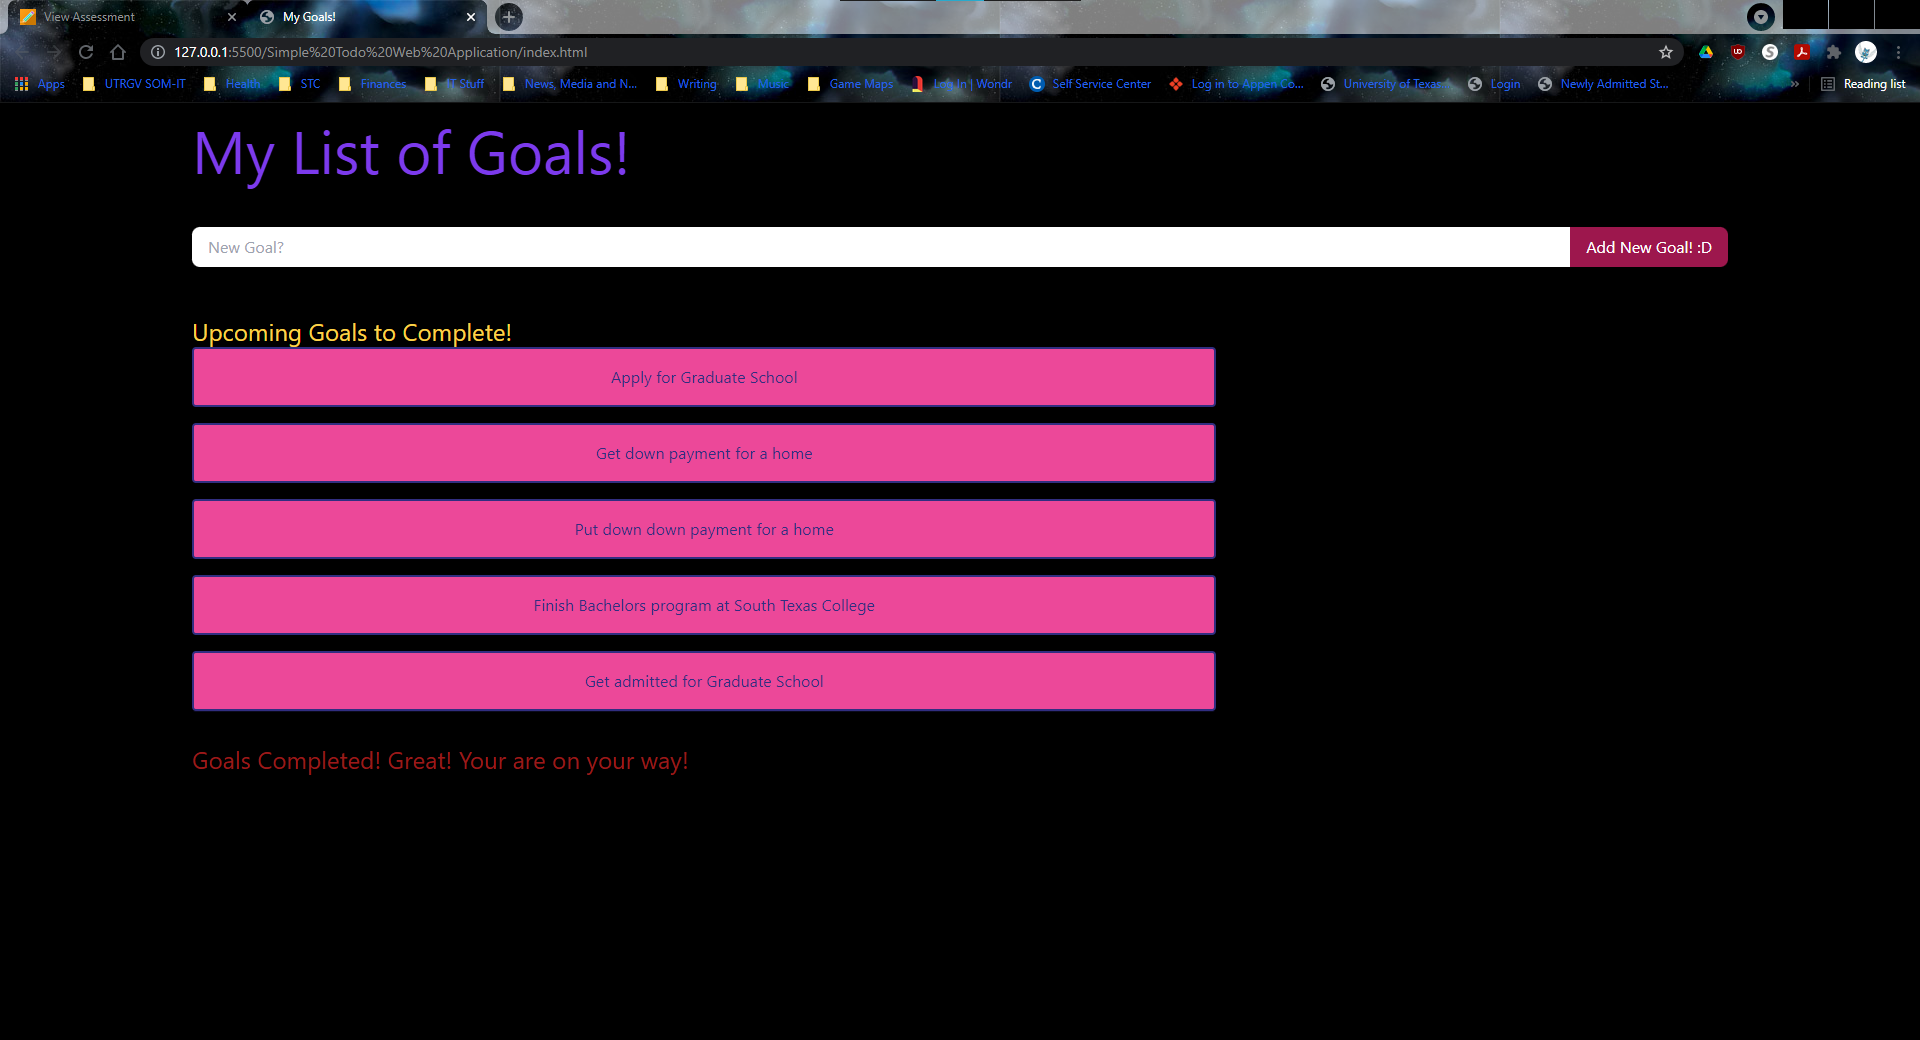 View Assessment
My Goals!
127.0.0.1:5500/Simple%20Todo%20Web%20Application/index.html
Apps UTRGV SOM-IT Health STC Finances IT Stuff News, Media and N... Writing Music Game Maps Log In | Wondr Self Service Center Log in to Appen Co... University of Texas... Login Newly Admitted St... » Reading list
My List of Goals!
New Goal? Add New Goal! :D
Upcoming Goals to Complete!
Apply for Graduate School
Get down payment for a home
Put down down payment for a home
Finish Bachelors program at South Texas College
Get admitted for Graduate School
Goals Completed! Great! Your are on your way!